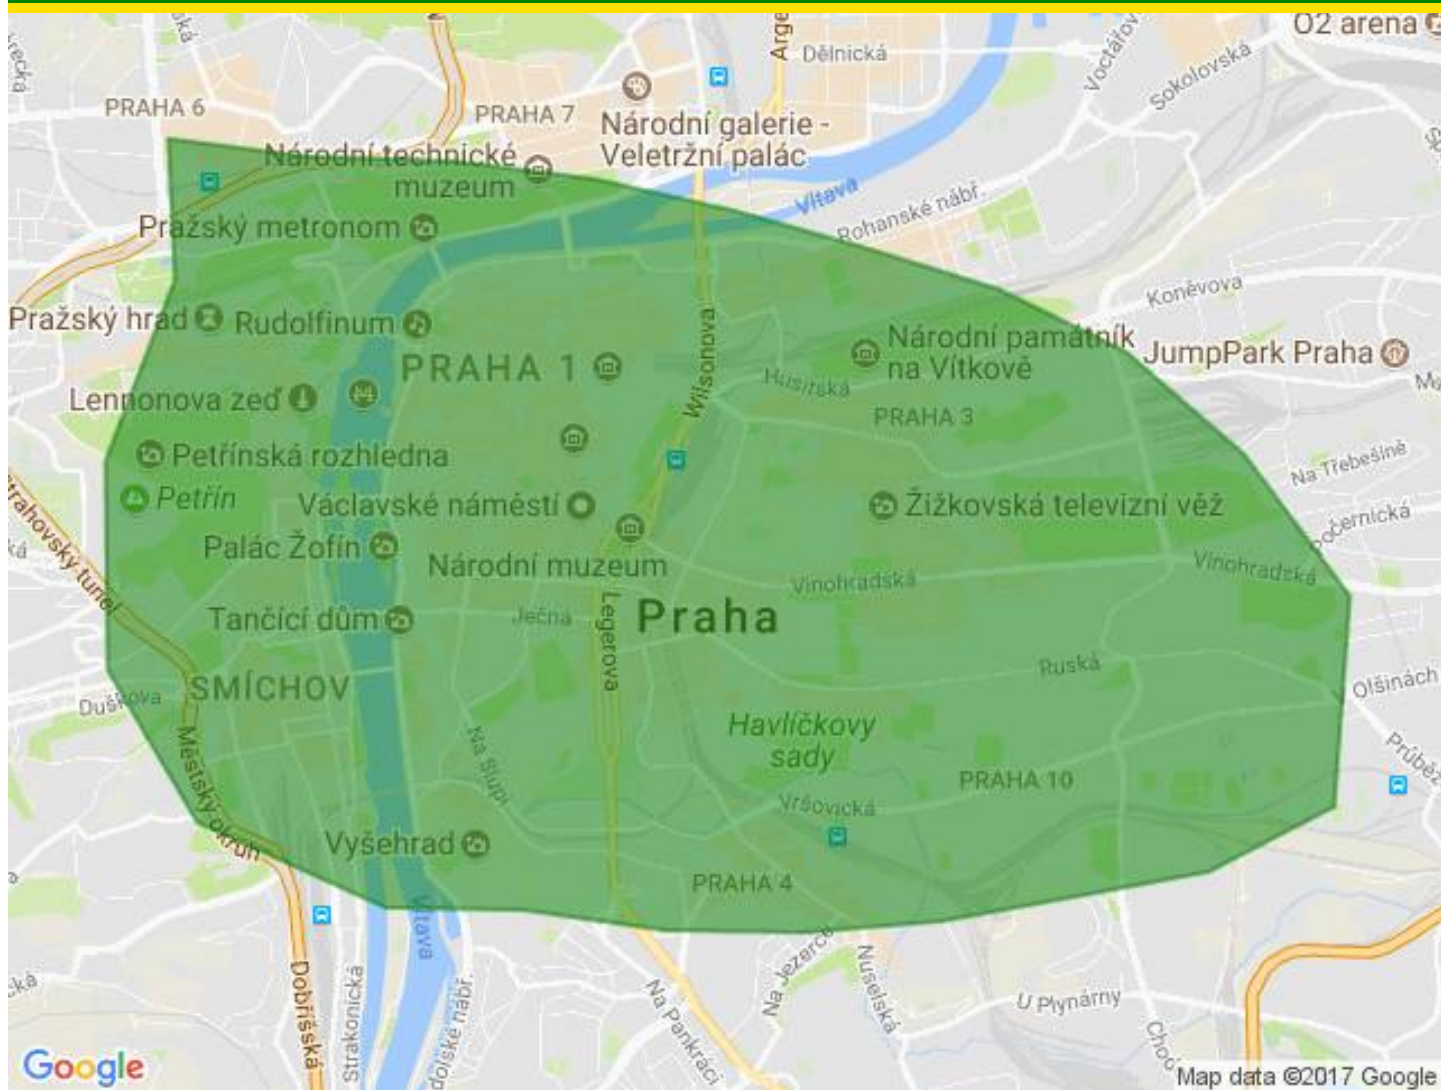 O2 arena
Dělnická
Sokolovská
PRAHA 6
PRAHA 7
Národní galerie -
Veletržní palác
Národní technické
muzeum
Vltava
Rohanské nábř.
Pražský metronom
Koněvova
Pražský hrad
Rudolfinum
Wilsonova
Národní památník
na Vítkově
JumpPark Praha
PRAHA 1
Husitská
Lennonova zeď
PRAHA 3
Petřínská rozhledna
Na Třebešíně
Petřín
Václavské náměstí
Žižkovská televizní věž
Strahovský tunel
Palác Žofín
Národní muzeum
Vinohradská
Vinohradská
Tančící dům
Ječná
Legerova
Praha
Ruská
SMÍCHOV
Olšinách
Duškova
Městský okruh
Na Slupi
Havlíčkovy
sady
PRAHA 10
Vršovická
Vyšehrad
PRAHA 4
Vltava
Na Jezerce
Nuselská
Dobříšská
Strakonická
Na Pankráci
U Plynárny
Google
Map data ©2017 Google